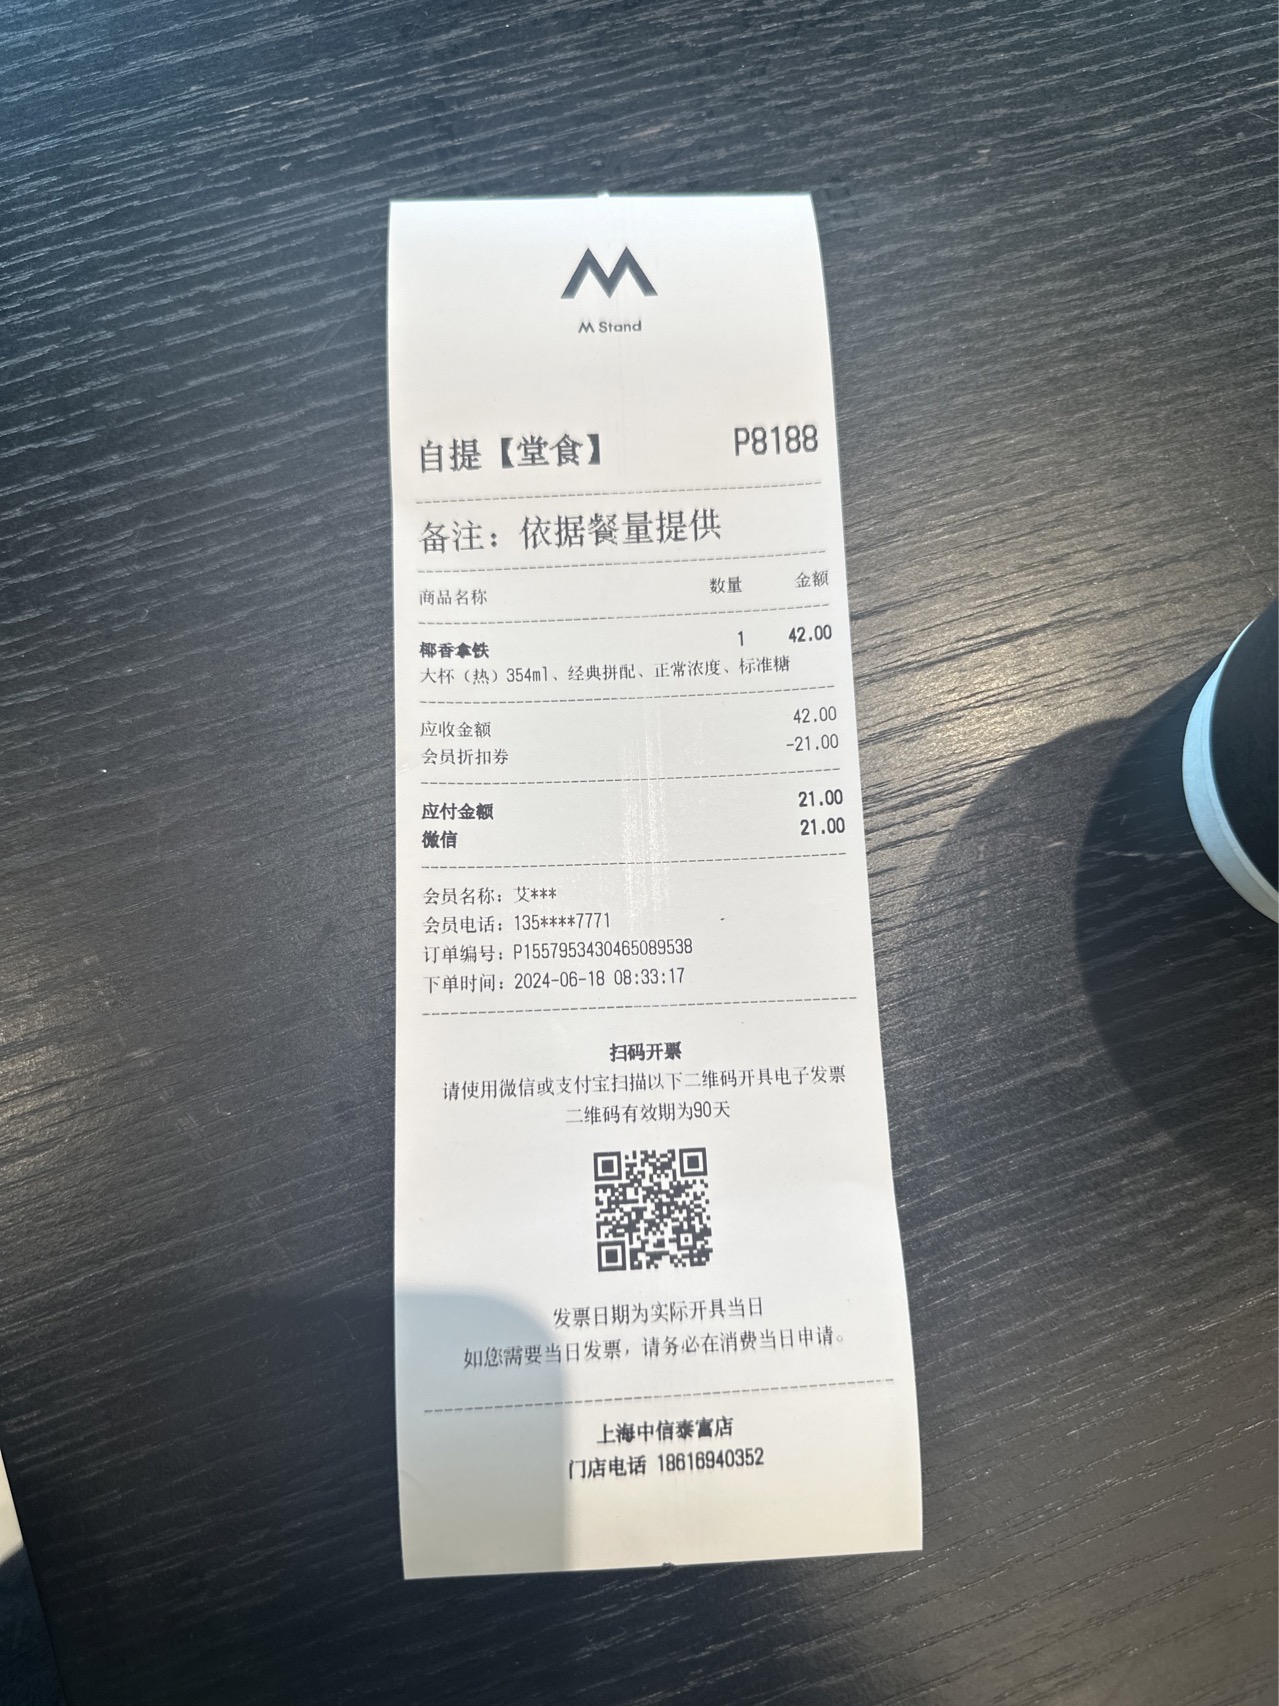 M Stand
自提【堂食】 P8188
备注：依据餐量提供
商品名称 数量 金额
椰香拿铁 1 42.00
大杯（热）354ml、经典拼配、正常浓度、标准糖
应收金额 42.00
会员折扣券 -21.00
应付金额 21.00
微信 21.00
会员名称：艾***
会员电话：135****7771
订单编号：P1557953430465089538
下单时间：2024-06-18 08:33:17
扫码开票
请使用微信或支付宝扫描以下二维码开具电子发票
二维码有效期为90天
发票日期为实际开具当日
如您需要当日发票，请务必在消费当日申请。
上海中信泰富店
门店电话 18616940352